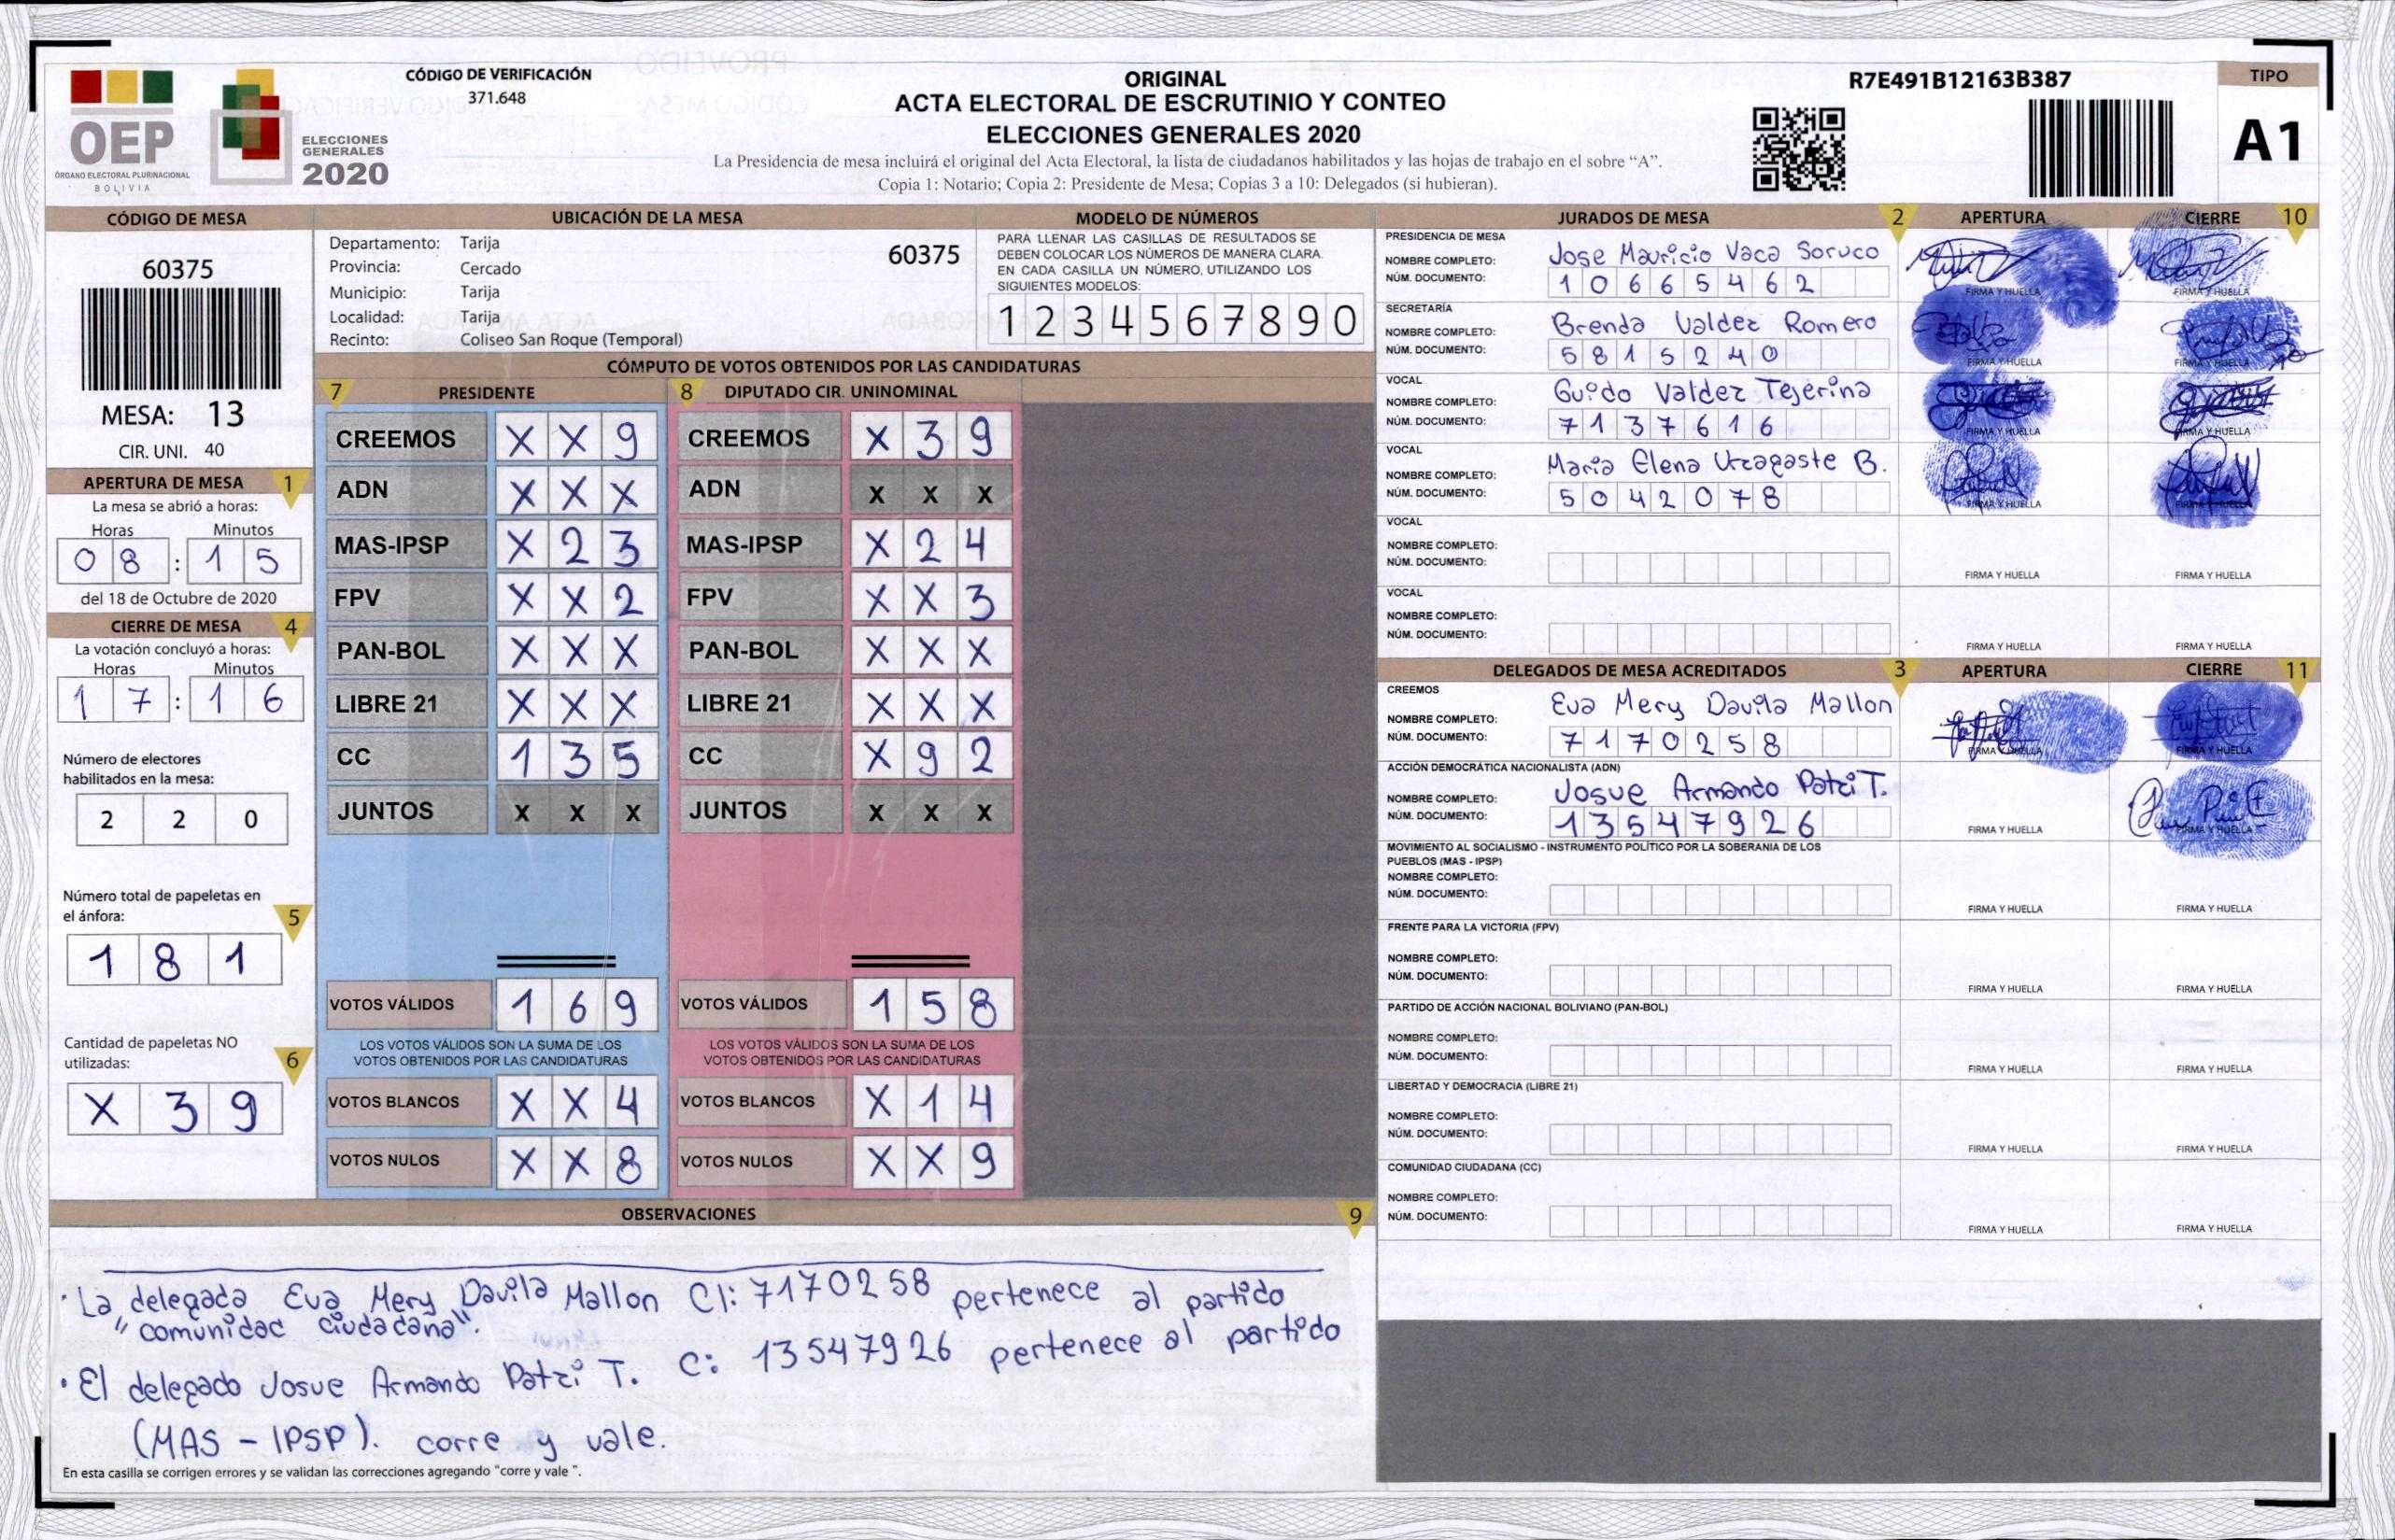 CÓDIGO DE VERIFICACIÓN
371.648
ORIGINAL
ACTA ELECTORAL DE ESCRUTINIO Y CONTEO
ELECCIONES GENERALES 2020
La Presidencia de mesa incluirá el original del Acta Electoral, la lista de ciudadanos habilitados y las hojas de trabajo en el sobre “A”.
Copia 1: Notario; Copia 2: Presidente de Mesa; Copias 3 a 10: Delegados (si hubieran).
R7E491B12163B387
TIPO
A1
OEP
ÓRGANO ELECTORAL PLURINACIONAL
BOLIVIA
ELECCIONES
GENERALES
2020
CÓDIGO DE MESA
60375
MESA: 13
CIR. UNI. 40
APERTURA DE MESA 1
La mesa se abrió a horas:
Horas Minutos
0 8 : 1 5
del 18 de Octubre de 2020
CIERRE DE MESA 4
La votación concluyó a horas:
Horas Minutos
1 7 : 1 6
Número de electores
habilitados en la mesa:
2 2 0
Número total de papeletas en
el ánfora: 5
1 8 1
Cantidad de papeletas NO
utilizadas: 6
X 3 9
UBICACIÓN DE LA MESA
Departamento: Tarija 60375
Provincia: Cercado
Municipio: Tarija
Localidad: Tarija
Recinto: Coliseo San Roque (Temporal)
MODELO DE NÚMEROS
PARA LLENAR LAS CASILLAS DE RESULTADOS SE
DEBEN COLOCAR LOS NÚMEROS DE MANERA CLARA.
EN CADA CASILLA UN NÚMERO, UTILIZANDO LOS
SIGUIENTES MODELOS:
1 2 3 4 5 6 7 8 9 0
CÓMPUTO DE VOTOS OBTENIDOS POR LAS CANDIDATURAS
7 PRESIDENTE 8 DIPUTADO CIR. UNINOMINAL
CREEMOS X X 9 CREEMOS X 3 9
ADN X X X ADN X X X
MAS-IPSP X 2 3 MAS-IPSP X 2 4
FPV X X 2 FPV X X 3
PAN-BOL X X X PAN-BOL X X X
LIBRE 21 X X X LIBRE 21 X X X
CC 1 3 5 CC X 9 2
JUNTOS X X X JUNTOS X X X
VOTOS VÁLIDOS 1 6 9 VOTOS VÁLIDOS 1 5 8
LOS VOTOS VÁLIDOS SON LA SUMA DE LOS LOS VOTOS VÁLIDOS SON LA SUMA DE LOS
VOTOS OBTENIDOS POR LAS CANDIDATURAS VOTOS OBTENIDOS POR LAS CANDIDATURAS
VOTOS BLANCOS X X 4 VOTOS BLANCOS X 1 4
VOTOS NULOS X X 8 VOTOS NULOS X X 9
JURADOS DE MESA 2 APERTURA CIERRE 10
PRESIDENCIA DE MESA
NOMBRE COMPLETO: Jose Mauricio Vaca Soruco
NÚM. DOCUMENTO: 1 0 6 6 5 4 6 2
FIRMA Y HUELLA FIRMA Y HUELLA
SECRETARÍA
NOMBRE COMPLETO: Brenda Valdez Romero
NÚM. DOCUMENTO: 5 8 1 5 2 4 0
FIRMA Y HUELLA FIRMA Y HUELLA
VOCAL
NOMBRE COMPLETO: Guido Valdez Tejerina
NÚM. DOCUMENTO: 7 1 3 7 6 1 6
FIRMA Y HUELLA FIRMA Y HUELLA
VOCAL
NOMBRE COMPLETO: Maria Elena Urzagaste B.
NÚM. DOCUMENTO: 5 0 4 2 0 7 8
FIRMA Y HUELLA FIRMA Y HUELLA
VOCAL
NOMBRE COMPLETO:
NÚM. DOCUMENTO:
FIRMA Y HUELLA FIRMA Y HUELLA
VOCAL
NOMBRE COMPLETO:
NÚM. DOCUMENTO:
FIRMA Y HUELLA FIRMA Y HUELLA
DELEGADOS DE MESA ACREDITADOS 3 APERTURA CIERRE 11
CREEMOS
NOMBRE COMPLETO: Eva Mery Davila Mallon
NÚM. DOCUMENTO: 7 1 7 0 2 5 8
FIRMA Y HUELLA FIRMA Y HUELLA
ACCIÓN DEMOCRÁTICA NACIONALISTA (ADN)
NOMBRE COMPLETO: Josue Armando Patzi T.
NÚM. DOCUMENTO: 1 3 5 4 7 9 2 6
FIRMA Y HUELLA FIRMA Y HUELLA
MOVIMIENTO AL SOCIALISMO - INSTRUMENTO POLÍTICO POR LA SOBERANIA DE LOS
PUEBLOS (MAS - IPSP)
NOMBRE COMPLETO:
NÚM. DOCUMENTO:
FIRMA Y HUELLA FIRMA Y HUELLA
FRENTE PARA LA VICTORIA (FPV)
NOMBRE COMPLETO:
NÚM. DOCUMENTO:
FIRMA Y HUELLA FIRMA Y HUELLA
PARTIDO DE ACCIÓN NACIONAL BOLIVIANO (PAN-BOL)
NOMBRE COMPLETO:
NÚM. DOCUMENTO:
FIRMA Y HUELLA FIRMA Y HUELLA
LIBERTAD Y DEMOCRACIA (LIBRE 21)
NOMBRE COMPLETO:
NÚM. DOCUMENTO:
FIRMA Y HUELLA FIRMA Y HUELLA
COMUNIDAD CIUDADANA (CC)
NOMBRE COMPLETO:
NÚM. DOCUMENTO:
FIRMA Y HUELLA FIRMA Y HUELLA
OBSERVACIONES 9
· La delegada Eva Mery Davila Mallon CI: 7170258 pertenece al partido
"comunidad ciudadana".
· El delegado Josue Armando Patzi T. C: 13547926 pertenece al partido
(MAS - IPSP). corre y vale.
En esta casilla se corrigen errores y se validan las correcciones agregando "corre y vale ".